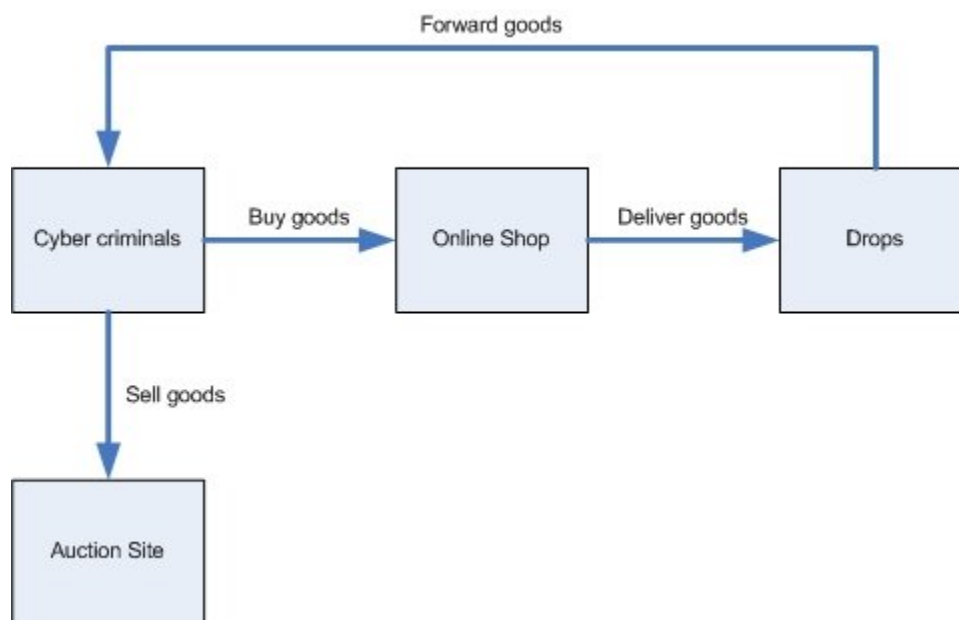 Forward goods
Cyber criminals
Buy goods
Online Shop
Deliver goods
Drops
Sell goods
Auction Site